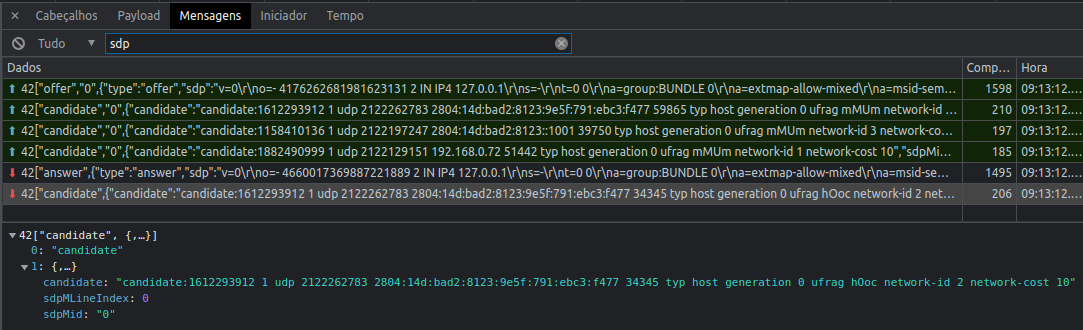 × Cabeçalhos Payload Mensagens Iniciador Tempo
Tudo ▼ sdp
Dados Comp... Hora
42["offer","0",{"type":"offer","sdp":"v=0\r\no=- 4176262681981623131 2 IN IP4 127.0.0.1\r\ns=-\r\nt=0 0\r\na=group:BUNDLE 0\r\na=extmap-allow-mixed\r\na=msid-sem... 1598 09:13:12....
42["candidate","0",{"candidate":"candidate:1612293912 1 udp 2122262783 2804:14d:bad2:8123:9e5f:791:ebc3:f477 59865 typ host generation 0 ufrag mMUm network-id ... 210 09:13:12....
42["candidate","0",{"candidate":"candidate:1158410136 1 udp 2122197247 2804:14d:bad2:8123::1001 39750 typ host generation 0 ufrag mMUm network-id 3 network-co... 197 09:13:12....
42["candidate","0",{"candidate":"candidate:1882490999 1 udp 2122129151 192.168.0.72 51442 typ host generation 0 ufrag mMUm network-id 1 network-cost 10","sdpMi... 185 09:13:12....
42["answer",{"type":"answer","sdp":"v=0\r\no=- 4660017369887221889 2 IN IP4 127.0.0.1\r\ns=-\r\nt=0 0\r\na=group:BUNDLE 0\r\na=extmap-allow-mixed\r\na=msid-se... 1495 09:13:12....
42["candidate",{"candidate":"candidate:1612293912 1 udp 2122262783 2804:14d:bad2:8123:9e5f:791:ebc3:f477 34345 typ host generation 0 ufrag hOoc network-id 2 net... 206 09:13:12....
42["candidate", {,…}]
0: "candidate"
1: {,…}
candidate: "candidate:1612293912 1 udp 2122262783 2804:14d:bad2:8123:9e5f:791:ebc3:f477 34345 typ host generation 0 ufrag hOoc network-id 2 network-cost 10"
sdpMLineIndex: 0
sdpMid: "0"